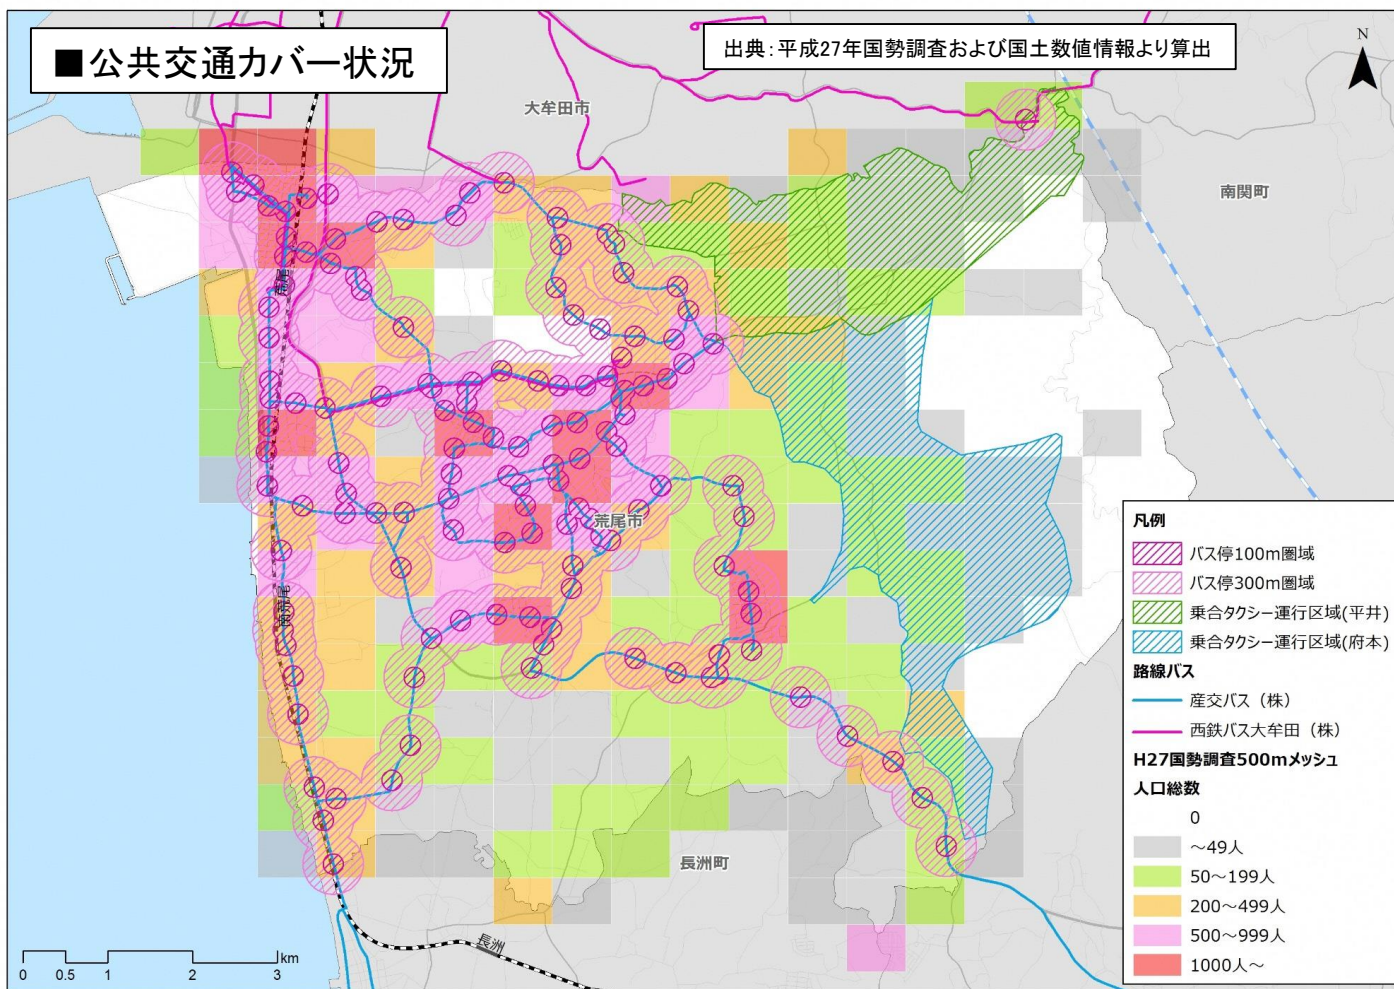 ■公共交通カバー状況
出典：平成27年国勢調査および国土数値情報より算出
N
大牟田市
南関町
荒尾
荒尾市
南荒尾
長洲町
長洲
凡例
バス停100m圏域
バス停300m圏域
乗合タクシー運行区域(平井)
乗合タクシー運行区域(府本)
路線バス
産交バス（株）
西鉄バス大牟田（株）
H27国勢調査500mメッシュ
人口総数
0
～49人
50～199人
200～499人
500～999人
1000人～
km
0 0.5 1 2 3